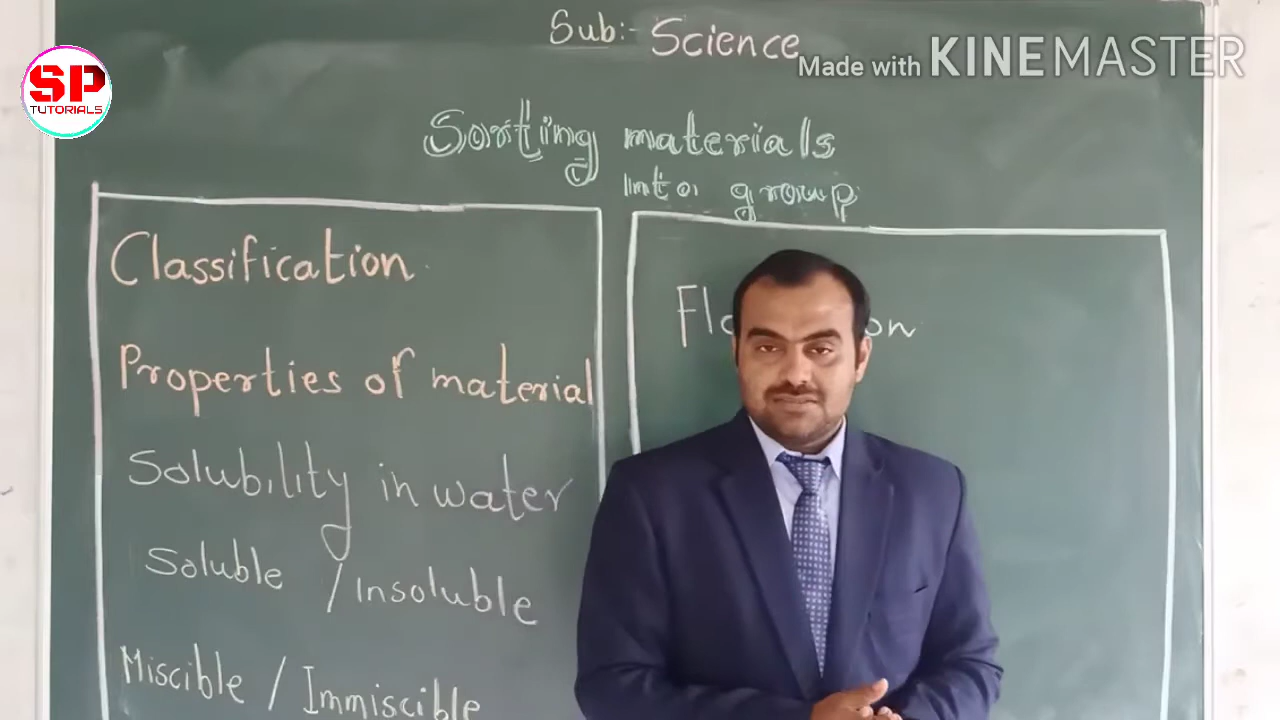 Sub:- Science
Made with KINEMASTER
SP
TUTORIALS
Sorting materials
into group
Classification
Properties of material
Solubility in water
Soluble / Insoluble
Miscible / Immiscible